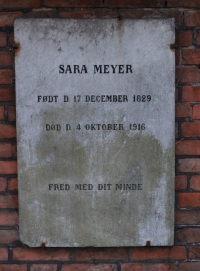 SARA MEYER
FØDT D. 17 DECEMBER 1829
DØD D. 4 OKTOBER 1916
FRED MED DIT MINDE